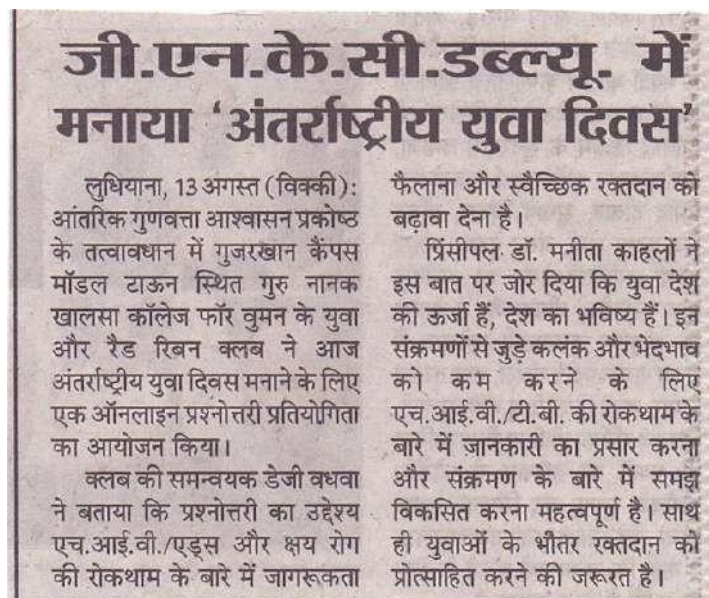 जी.एन.के.सी.डब्ल्यू. में
मनाया 'अंतर्राष्ट्रीय युवा दिवस'
लुधियाना, 13 अगस्त (विक्की):
आंतरिक गुणवत्ता आश्वासन प्रकोष्ठ
के तत्वावधान में गुजरखान कैंपस
मॉडल टाऊन स्थित गुरु नानक
खालसा कॉलेज फॉर वुमन के युवा
और रैड रिबन क्लब ने आज
अंतर्राष्ट्रीय युवा दिवस मनाने के लिए
एक ऑनलाइन प्रश्नोत्तरी प्रतियोगिता
का आयोजन किया।
क्लब की समन्वयक डेजी वधवा
ने बताया कि प्रश्नोत्तरी का उद्देश्य
एच.आई.वी./एड्स और क्षय रोग
की रोकथाम के बारे में जागरूकता
फैलाना और स्वैच्छिक रक्तदान को
बढ़ावा देना है।
प्रिंसीपल डॉ. मनीता काहलों ने
इस बात पर जोर दिया कि युवा देश
की ऊर्जा हैं, देश का भविष्य हैं। इन
संक्रमणों से जुड़े कलंक और भेदभाव
को कम करने के लिए
एच.आई.वी./टी.बी. की रोकथाम के
बारे में जानकारी का प्रसार करना
और संक्रमण के बारे में समझ
विकसित करना महत्वपूर्ण है। साथ
ही युवाओं के भीतर रक्तदान को
प्रोत्साहित करने की जरूरत है।